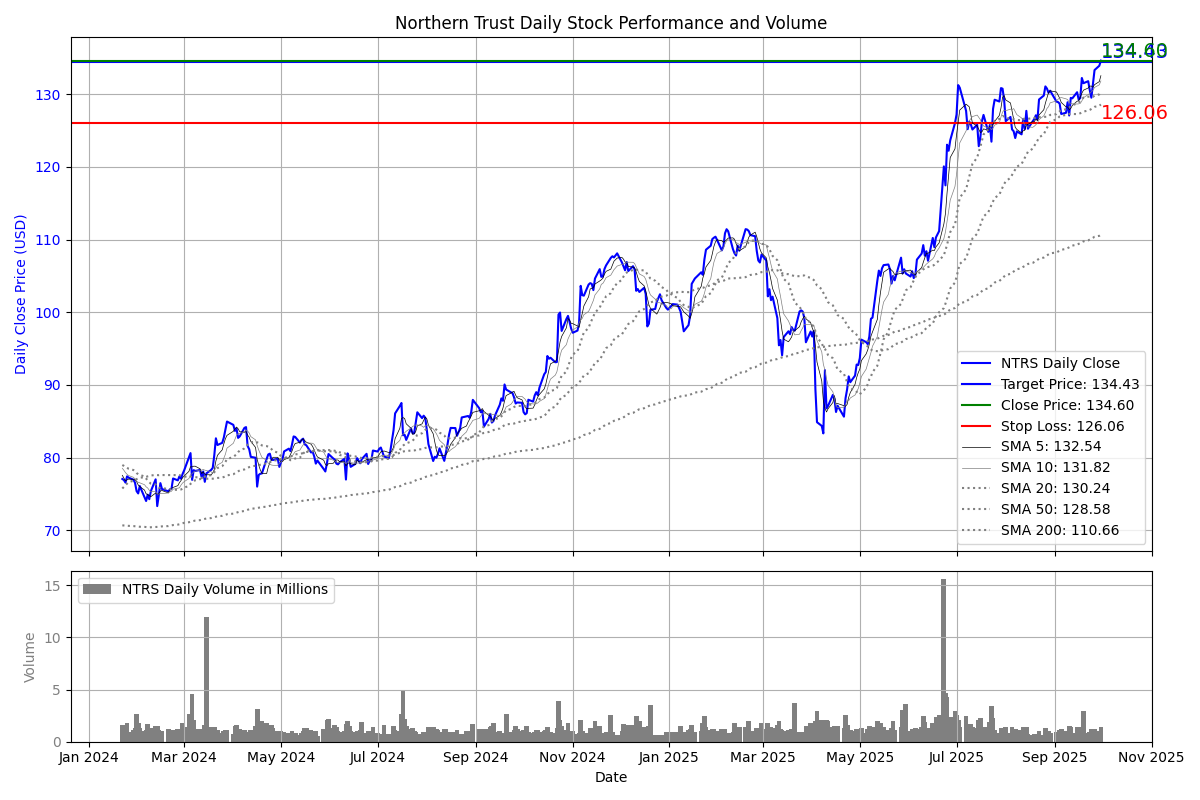 Northern Trust Daily Stock Performance and Volume
134.43
134.60
126.06
130
120
110
100
90
80
70
Daily Close Price (USD)
NTRS Daily Close
Target Price: 134.43
Close Price: 134.60
Stop Loss: 126.06
SMA 5: 132.54
SMA 10: 131.82
SMA 20: 130.24
SMA 50: 128.58
SMA 200: 110.66
NTRS Daily Volume in Millions
15
10
5
0
Volume
Jan 2024 Mar 2024 May 2024 Jul 2024 Sep 2024 Nov 2024 Jan 2025 Mar 2025 May 2025 Jul 2025 Sep 2025 Nov 2025
Date